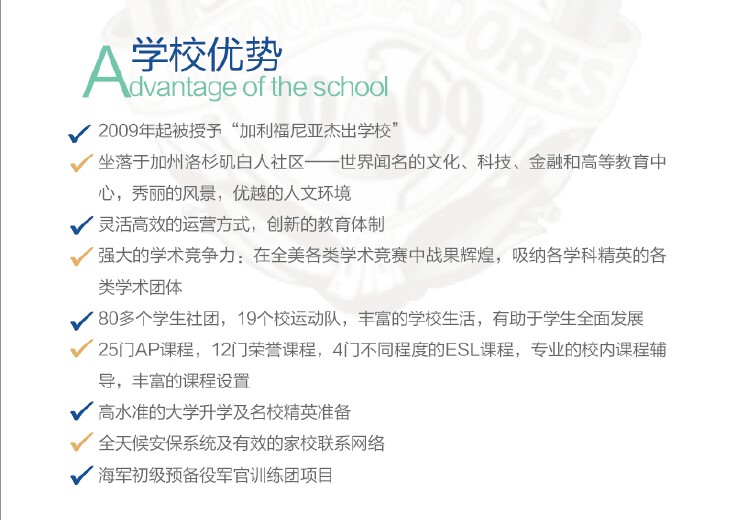 学校优势
Advantage of the school
2009年起被授予“加利福尼亚杰出学校”
坐落于加州洛杉矶白人社区——世界闻名的文化、科技、金融和高等教育中
心，秀丽的风景，优越的人文环境
灵活高效的运营方式，创新的教育体制
强大的学术竞争力：在全美各类学术竞赛中战果辉煌，吸纳各学科精英的各
类学术团体
80多个学生社团，19个校运动队，丰富的学校生活，有助于学生全面发展
25门AP课程，12门荣誉课程，4门不同程度的ESL课程，专业的校内课程辅
导，丰富的课程设置
高水准的大学升学及名校精英准备
全天候安保系统及有效的家校联系网络
海军初级预备役军官训练团项目